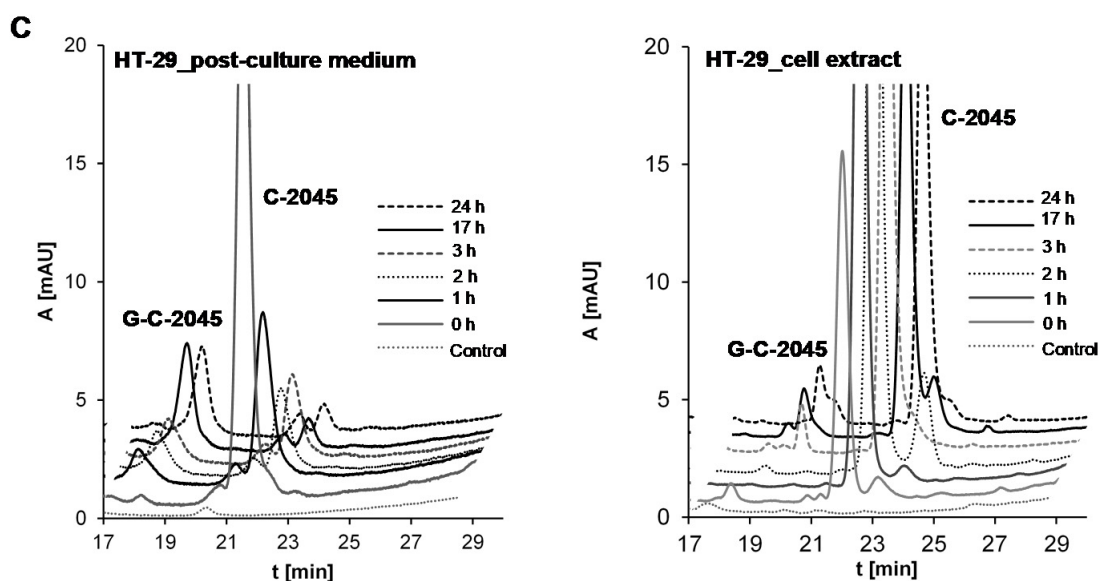 C
HT-29_post-culture medium
A [mAU]
20
15
10
5
0
C-2045
G-C-2045
24 h
17 h
3 h
2 h
1 h
0 h
Control
17 19 21 23 25 27 29
t [min]
HT-29_cell extract
A [mAU]
20
15
10
5
0
C-2045
G-C-2045
24 h
17 h
3 h
2 h
1 h
0 h
Control
17 19 21 23 25 27 29
t [min]